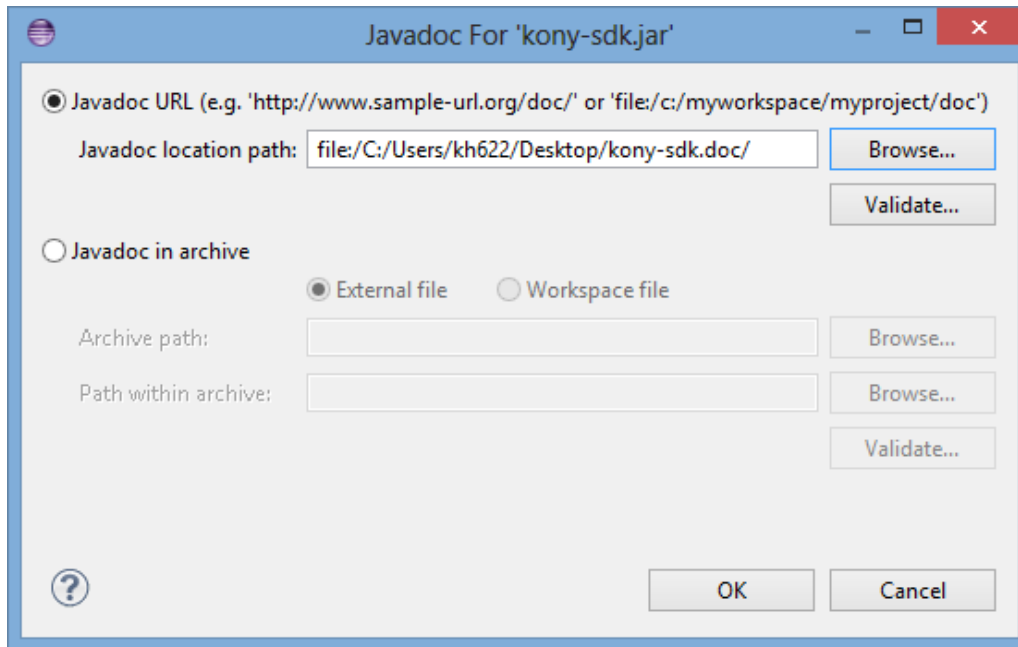 Javadoc For 'kony-sdk.jar'
Javadoc URL (e.g. 'http://www.sample-url.org/doc/' or 'file:/c:/myworkspace/myproject/doc')
Javadoc location path: file:/C:/Users/kh622/Desktop/kony-sdk.doc/ Browse...
Validate...
Javadoc in archive
External file Workspace file
Archive path: Browse...
Path within archive: Browse...
Validate...
? OK Cancel